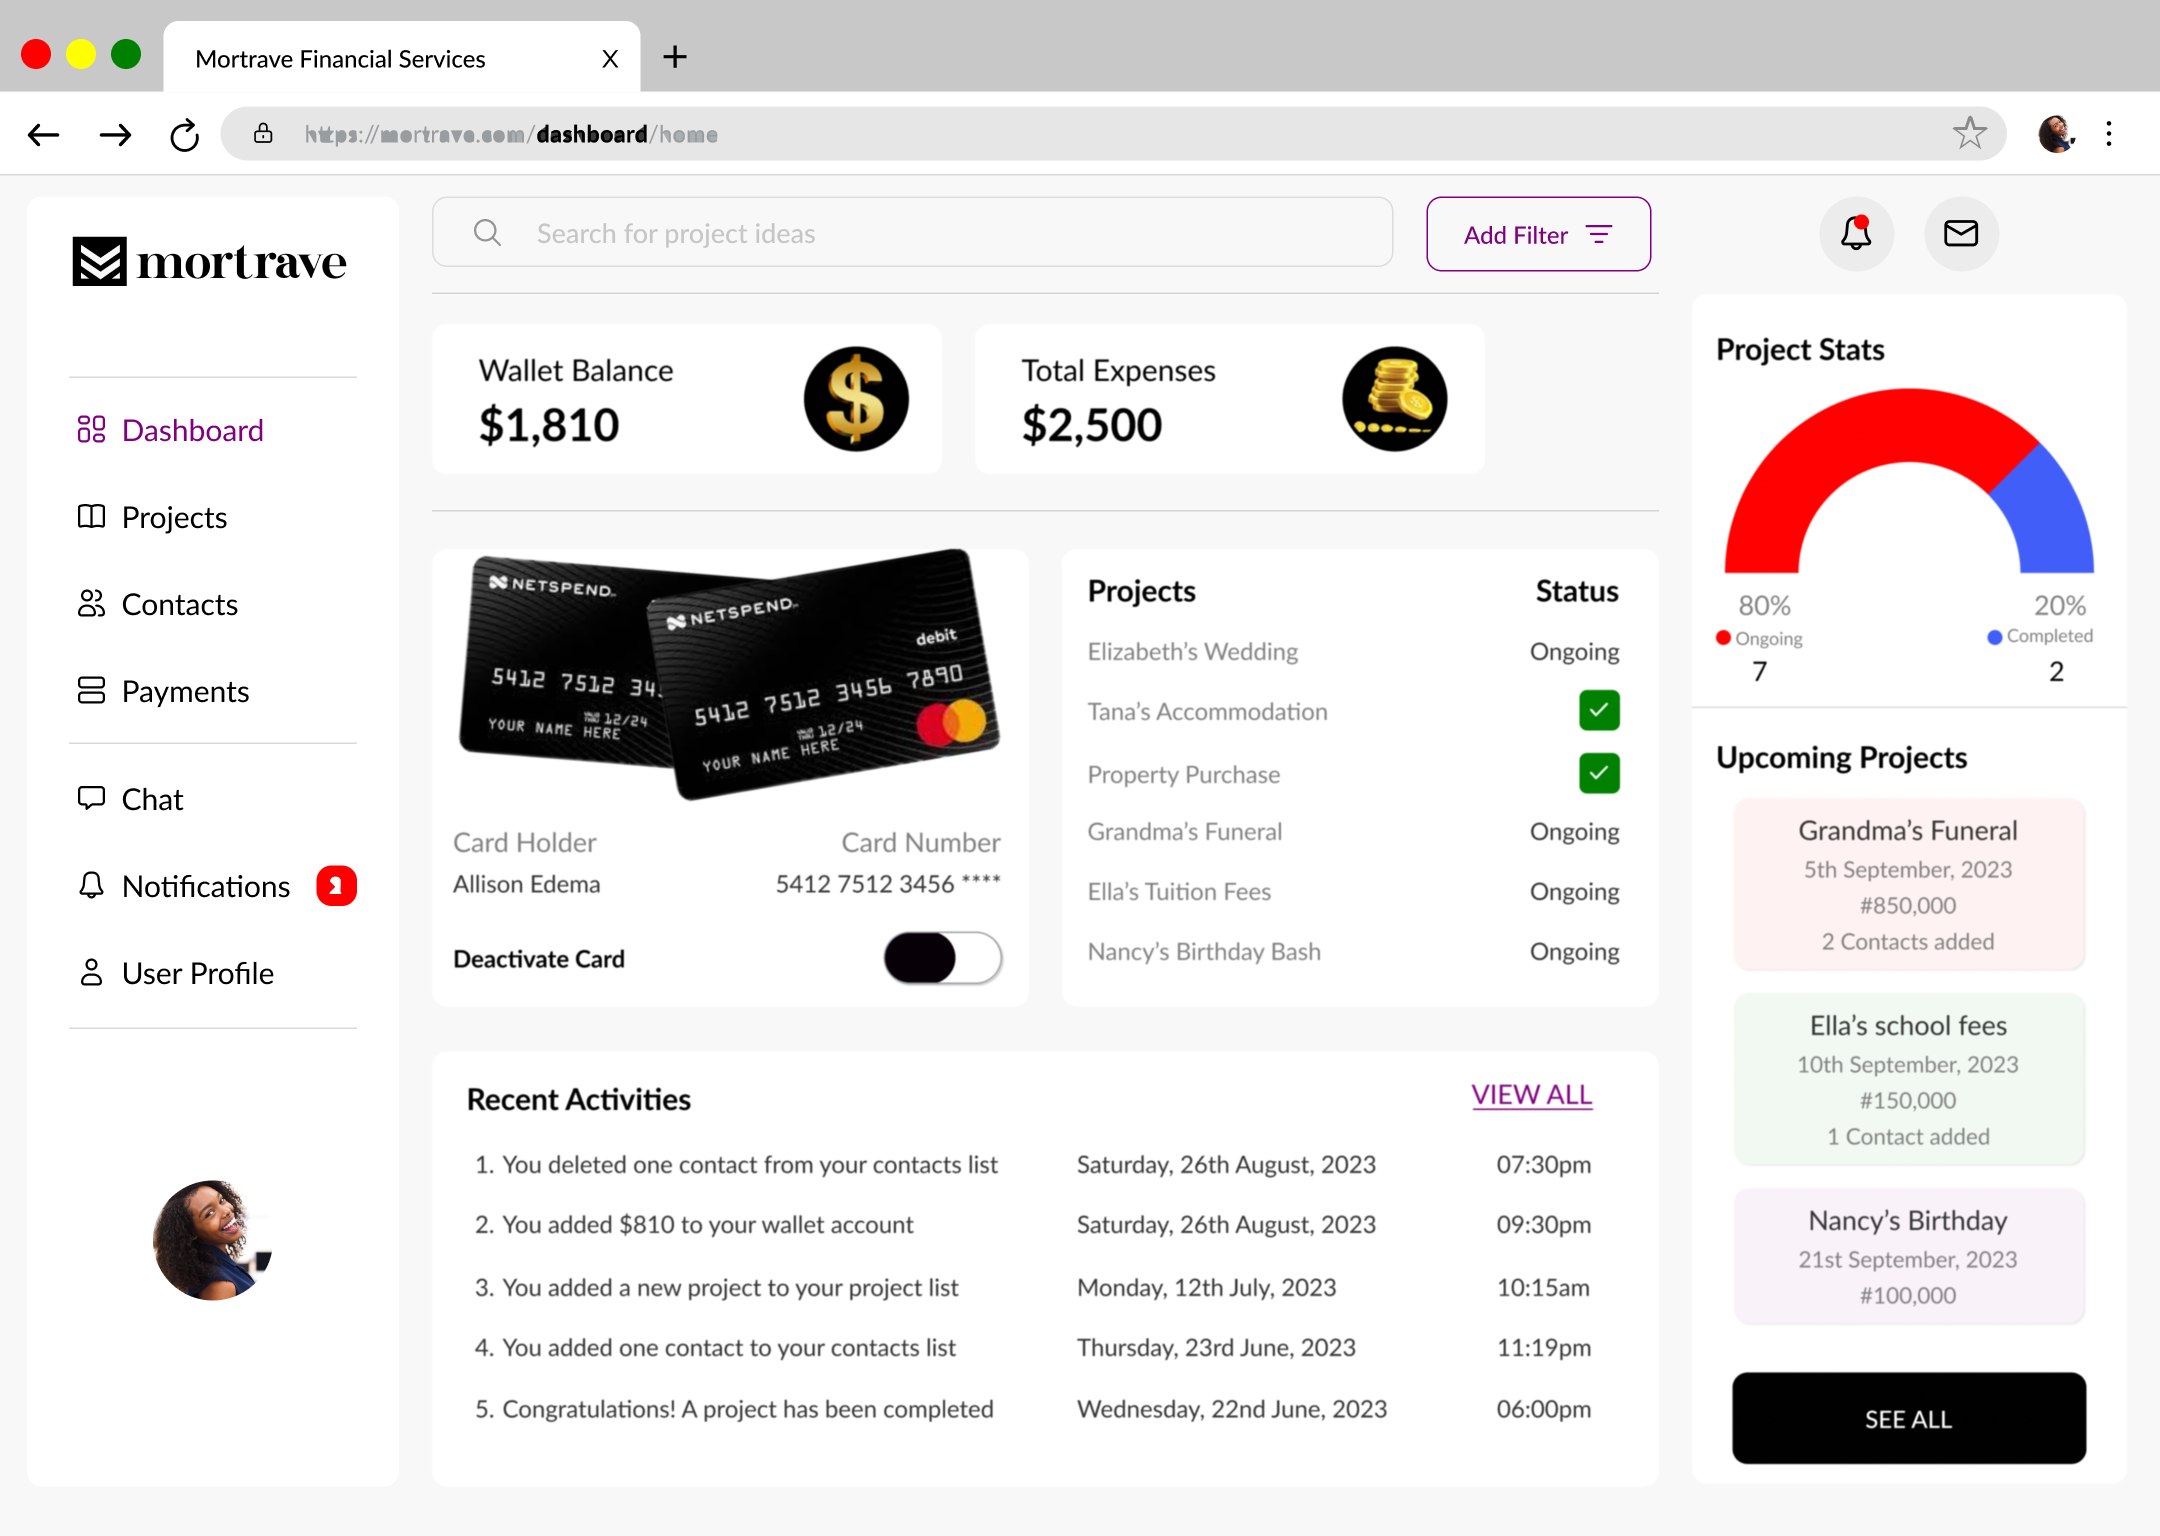 Mortrave Financial Services X +
https://mortrave.com/dashboard/home
mortrave
Dashboard
Projects
Contacts
Payments
Chat
Notifications
User Profile
Search for project ideas
Add Filter
Wallet Balance
$1,810
Total Expenses
$2,500
NETSPEND
5412 7512 34
VALID THRU 12/24
YOUR NAME HERE
NETSPEND
debit
5412 7512 3456 7890
VALID THRU 12/24
YOUR NAME HERE
Card Holder Card Number
Allison Edema 5412 7512 3456 ****
Deactivate Card
Projects Status
Elizabeth’s Wedding Ongoing
Tana’s Accommodation
Property Purchase
Grandma’s Funeral Ongoing
Ella’s Tuition Fees Ongoing
Nancy’s Birthday Bash Ongoing
Recent Activities VIEW ALL
1. You deleted one contact from your contacts list Saturday, 26th August, 2023 07:30pm
2. You added $810 to your wallet account Saturday, 26th August, 2023 09:30pm
3. You added a new project to your project list Monday, 12th July, 2023 10:15am
4. You added one contact to your contacts list Thursday, 23rd June, 2023 11:19pm
5. Congratulations! A project has been completed Wednesday, 22nd June, 2023 06:00pm
Project Stats
80% 20%
Ongoing Completed
7 2
Upcoming Projects
Grandma’s Funeral
5th September, 2023
#850,000
2 Contacts added
Ella’s school fees
10th September, 2023
#150,000
1 Contact added
Nancy’s Birthday
21st September, 2023
#100,000
SEE ALL